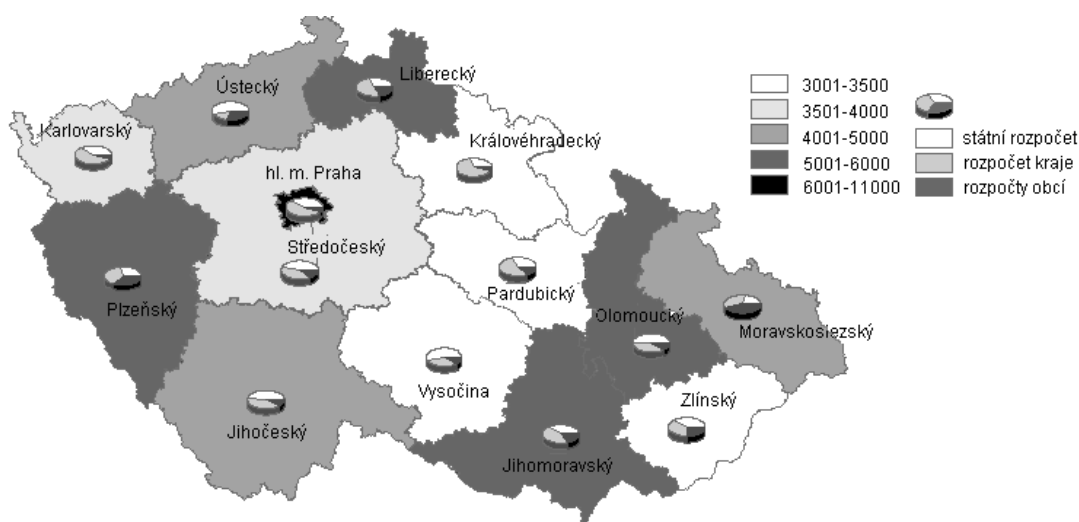 Ústecký
Liberecký
Karlovarský
Královéhradecký
hl. m. Praha
Středočeský
Pardubický
Plzeňský
Olomoucký
Moravskoslezský
Vysočina
Zlínský
Jihočeský
Jihomoravský
3001-3500
3501-4000
4001-5000
5001-6000
6001-11000
státní rozpočet
rozpočet kraje
rozpočty obcí